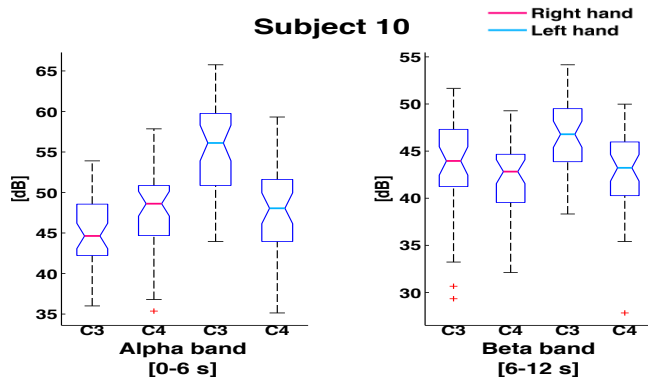 Subject 10
Right hand
Left hand
[dB]
65
60
55
50
45
40
35
C3
C4
C3
C4
Alpha band
[0-6 s]
[dB]
55
50
45
40
35
30
C3
C4
C3
C4
Beta band
[6-12 s]